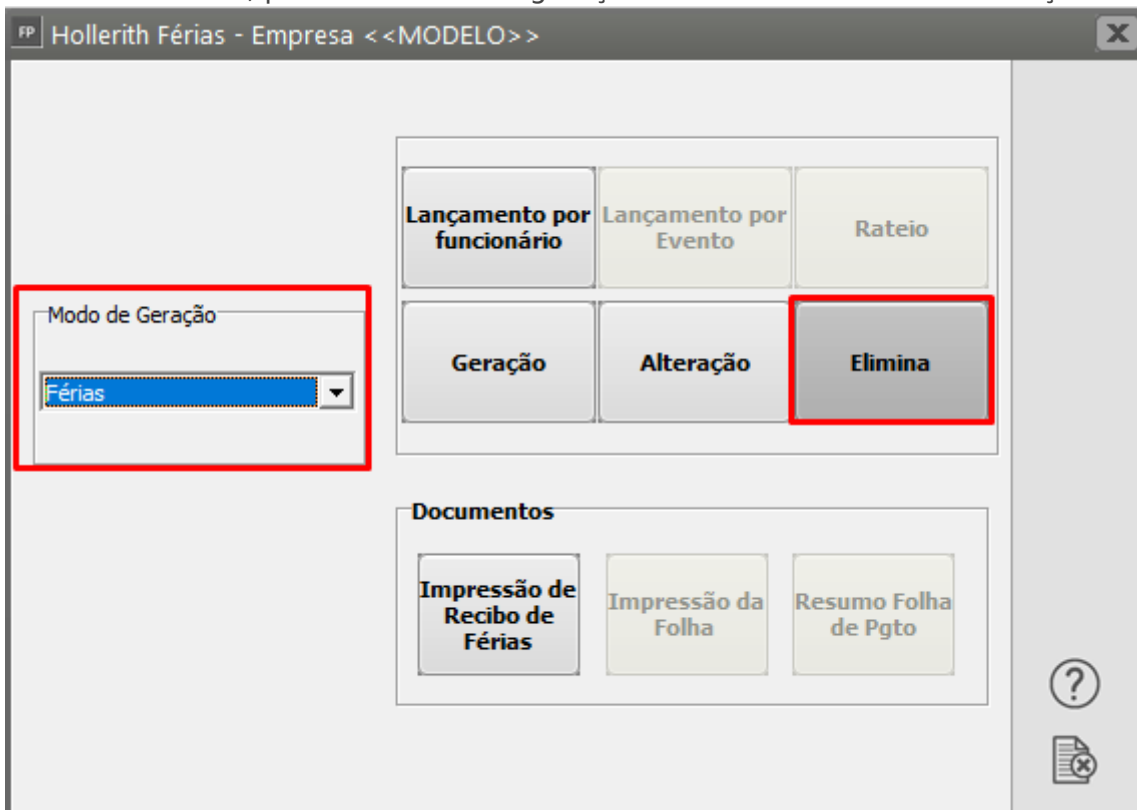 FP Hollerith Férias - Empresa <<MODELO>>
Lançamento por
funcionário
Lançamento por
Evento
Rateio
Modo de Geração
Férias
Geração
Alteração
Elimina
Documentos
Impressão de
Recibo de
Férias
Impressão da
Folha
Resumo Folha
de Pgto
?